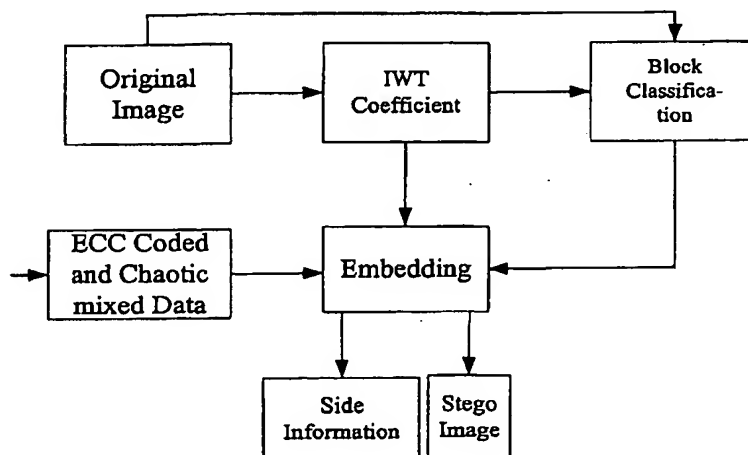 Original
Image
IWT
Coefficient
Block
Classifica-
tion
ECC Coded
and Chaotic
mixed Data
Embedding
Side
Information
Stego
Image